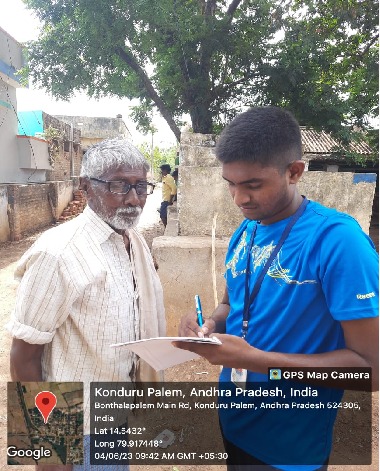 GPS Map Camera
Konduru Palem, Andhra Pradesh, India
Bonthalapalem Main Rd, Konduru Palem, Andhra Pradesh 524305,
India
Lat 14.5432°
Long 79.917448°
04/06/23 09:42 AM GMT +05:30
Google